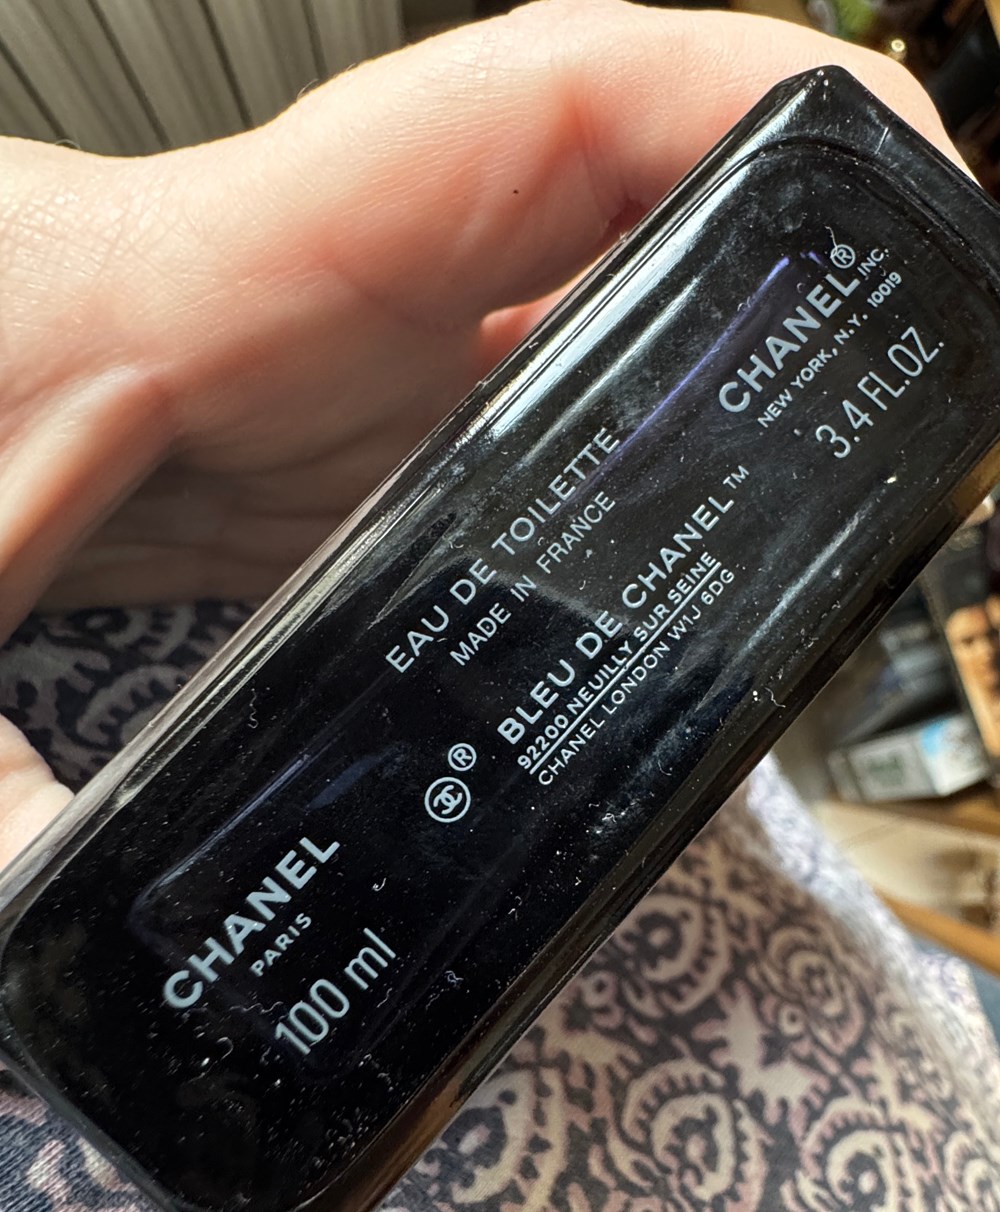 EAU DE TOILETTE
MADE IN FRANCE
CHANEL®
PARIS
100 ml
®
BLEU DE CHANEL™
92200 NEUILLY SUR SEINE
CHANEL LONDON W1J 6DG
CHANEL® INC.
NEW YORK, N.Y. 10019
3.4 FL.OZ.